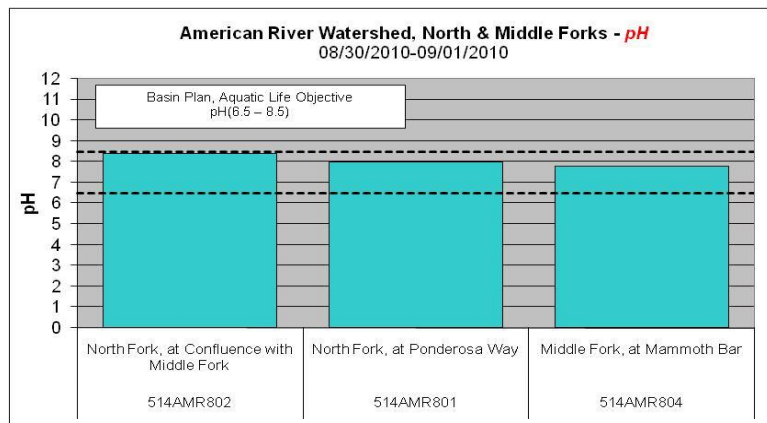 American River Watershed, North & Middle Forks - pH
08/30/2010-09/01/2010
Basin Plan, Aquatic Life Objective
pH(6.5 – 8.5)
pH
12
11
10
9
8
7
6
5
4
3
2
1
0
North Fork, at Confluence with
Middle Fork
514AMR802
North Fork, at Ponderosa Way
514AMR801
Middle Fork, at Mammoth Bar
514AMR804